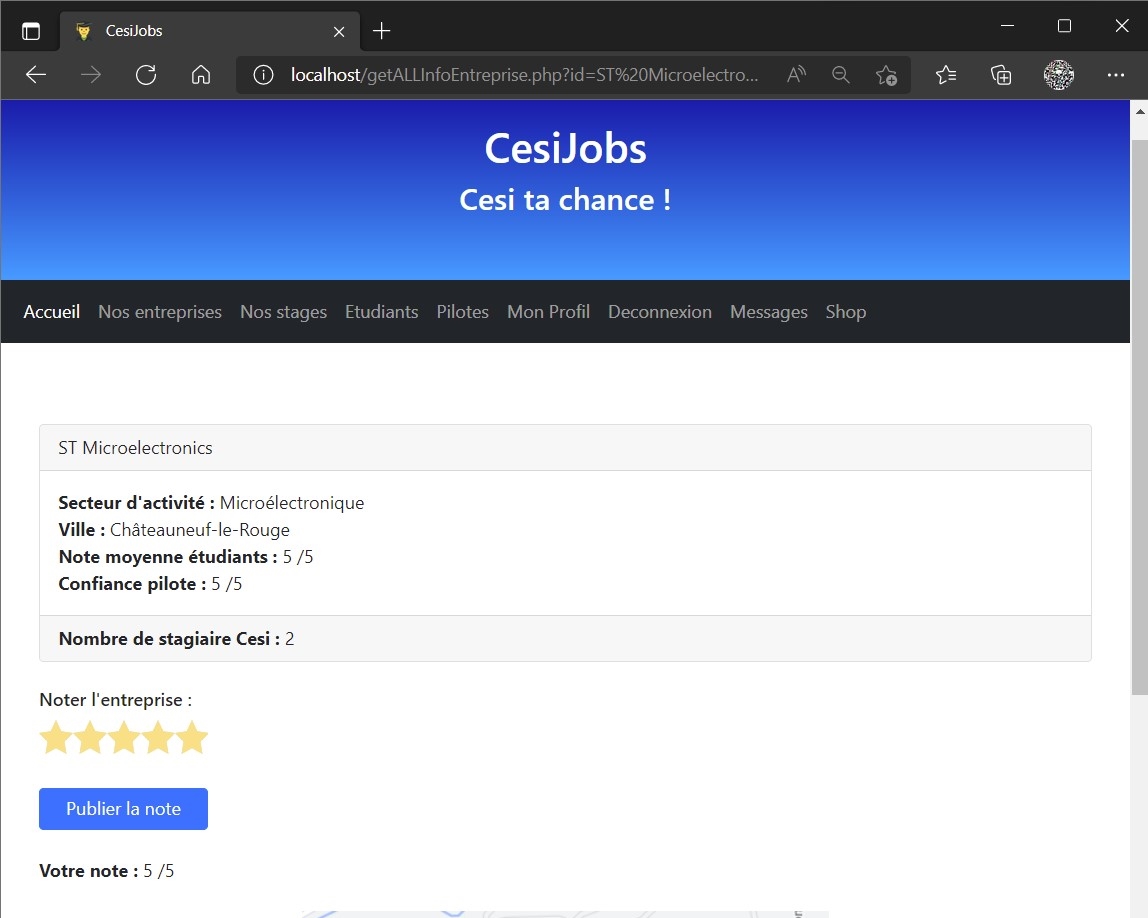 CesiJobs
localhost/getALLInfoEntreprise.php?id=ST%20Microelectro...
CesiJobs
Cesi ta chance !
Accueil Nos entreprises Nos stages Etudiants Pilotes Mon Profil Deconnexion Messages Shop
ST Microelectronics
Secteur d'activité : Microélectronique
Ville : Châteauneuf-le-Rouge
Note moyenne étudiants : 5 /5
Confiance pilote : 5 /5
Nombre de stagiaire Cesi : 2
Noter l'entreprise :
Publier la note
Votre note : 5 /5